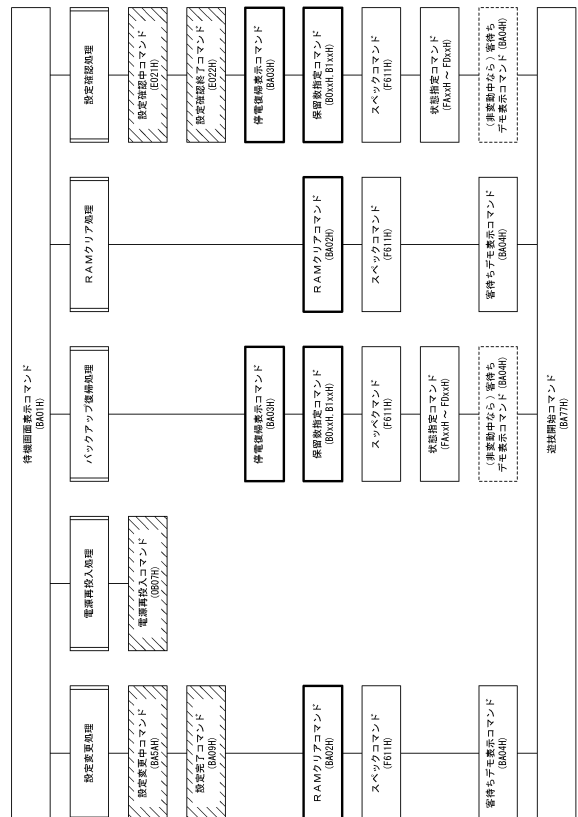 待機画面表示コマンド
(BA01H)
設定変更処理
設定変更中コマンド
(BA5AH)
設定完了コマンド
(BA09H)
RAMクリアコマンド
(BA02H)
スペックコマンド
(F611H)
客待ちデモ表示コマンド
(BA04H)
電源再投入処理
電源再投入コマンド
(0B07H)
バックアップ復帰処理
停電復帰表示コマンド
(BA03H)
保留数指定コマンド
(B0xxH、B1xxH)
スッペクコマンド
(F611H)
状態指定コマンド
(FAxxH ～ FDxxH)
(非変動中なら) 客待ち
デモ表示コマンド (BA04H)
RAMクリア処理
RAMクリアコマンド
(BA02H)
スペックコマンド
(F611H)
客待ちデモ表示コマンド
(BA04H)
設定確認処理
設定確認中コマンド
(E021H)
設定確認終了コマンド
(E022H)
停電復帰表示コマンド
(BA03H)
保留数指定コマンド
(B0xxH、B1xxH)
スペックコマンド
(F611H)
状態指定コマンド
(FAxxH ～ FDxxH)
(非変動中なら) 客待ち
デモ表示コマンド (BA04H)
遊技開始コマンド
(BA77H)